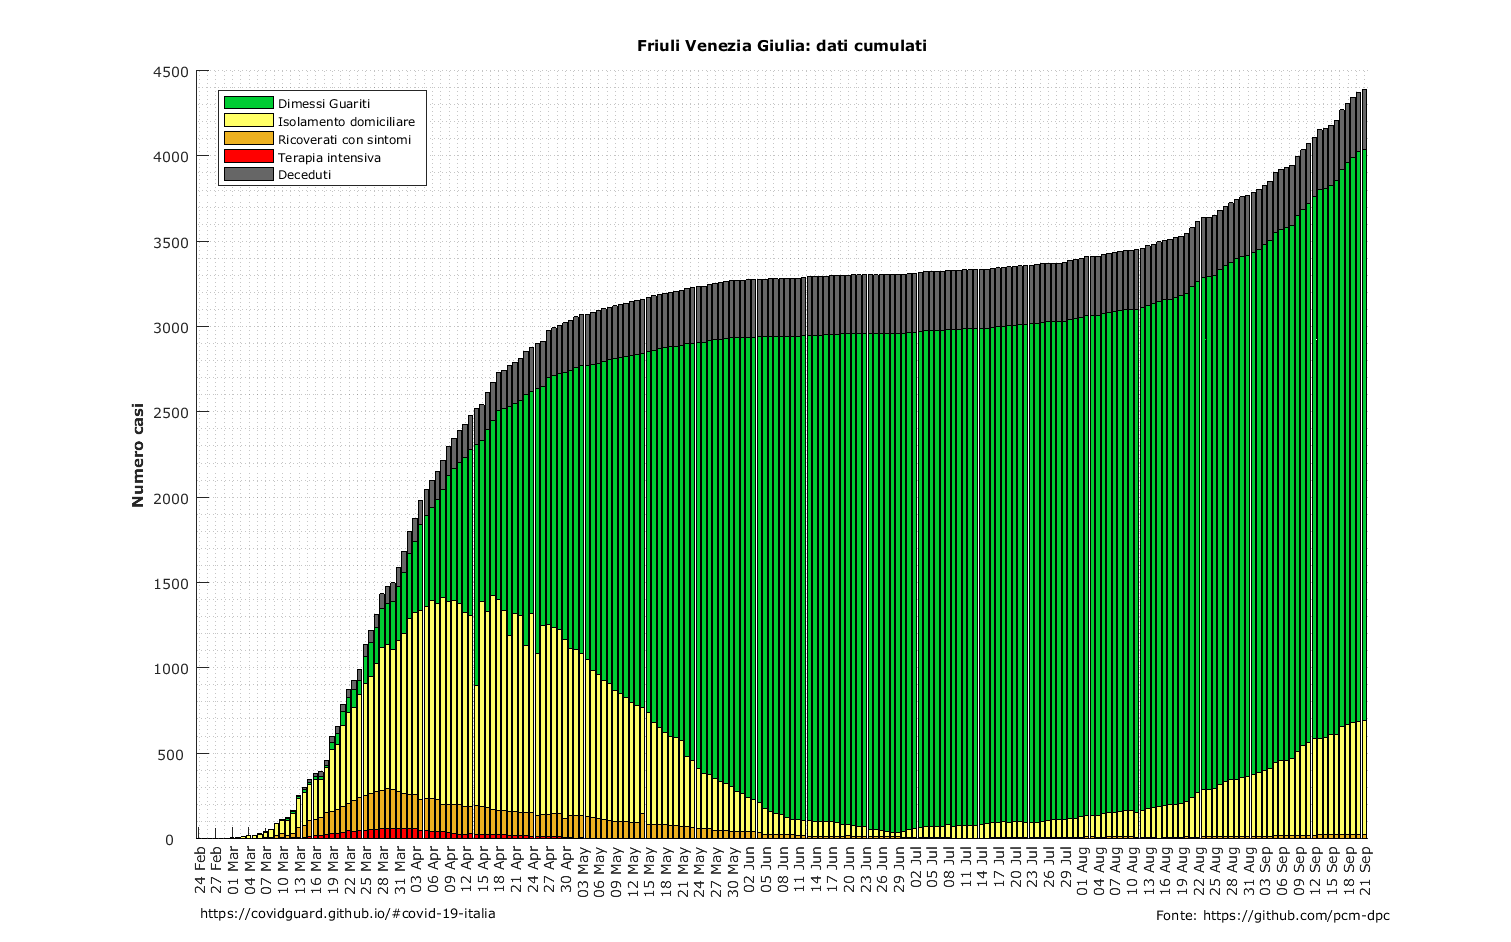 Friuli Venezia Giulia: dati cumulati
4500
4000
3500
3000
2500
2000
1500
1000
500
0
Numero casi
Dimessi Guariti
Isolamento domiciliare
Ricoverati con sintomi
Terapia intensiva
Deceduti
24 Feb
27 Feb
01 Mar
04 Mar
07 Mar
10 Mar
13 Mar
16 Mar
19 Mar
22 Mar
25 Mar
28 Mar
31 Mar
03 Apr
06 Apr
09 Apr
12 Apr
15 Apr
18 Apr
21 Apr
24 Apr
27 Apr
30 Apr
03 May
06 May
09 May
12 May
15 May
18 May
21 May
24 May
27 May
30 May
02 Jun
05 Jun
08 Jun
11 Jun
14 Jun
17 Jun
20 Jun
23 Jun
26 Jun
29 Jun
02 Jul
05 Jul
08 Jul
11 Jul
14 Jul
17 Jul
20 Jul
23 Jul
26 Jul
29 Jul
01 Aug
04 Aug
07 Aug
10 Aug
13 Aug
16 Aug
19 Aug
22 Aug
25 Aug
28 Aug
31 Aug
03 Sep
06 Sep
09 Sep
12 Sep
15 Sep
18 Sep
21 Sep
https://covidguard.github.io/#covid-19-italia
Fonte: https://github.com/pcm-dpc